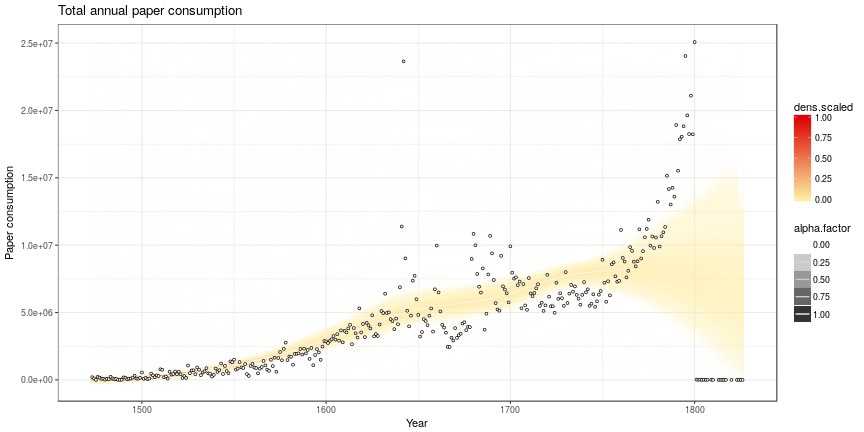 Total annual paper consumption
2.5e+07
2.0e+07
1.5e+07
1.0e+07
5.0e+06
0.0e+00
Paper consumption
1500
1600
1700
1800
Year
dens.scaled
1.00
0.75
0.50
0.25
0.00
alpha.factor
0.00
0.25
0.50
0.75
1.00